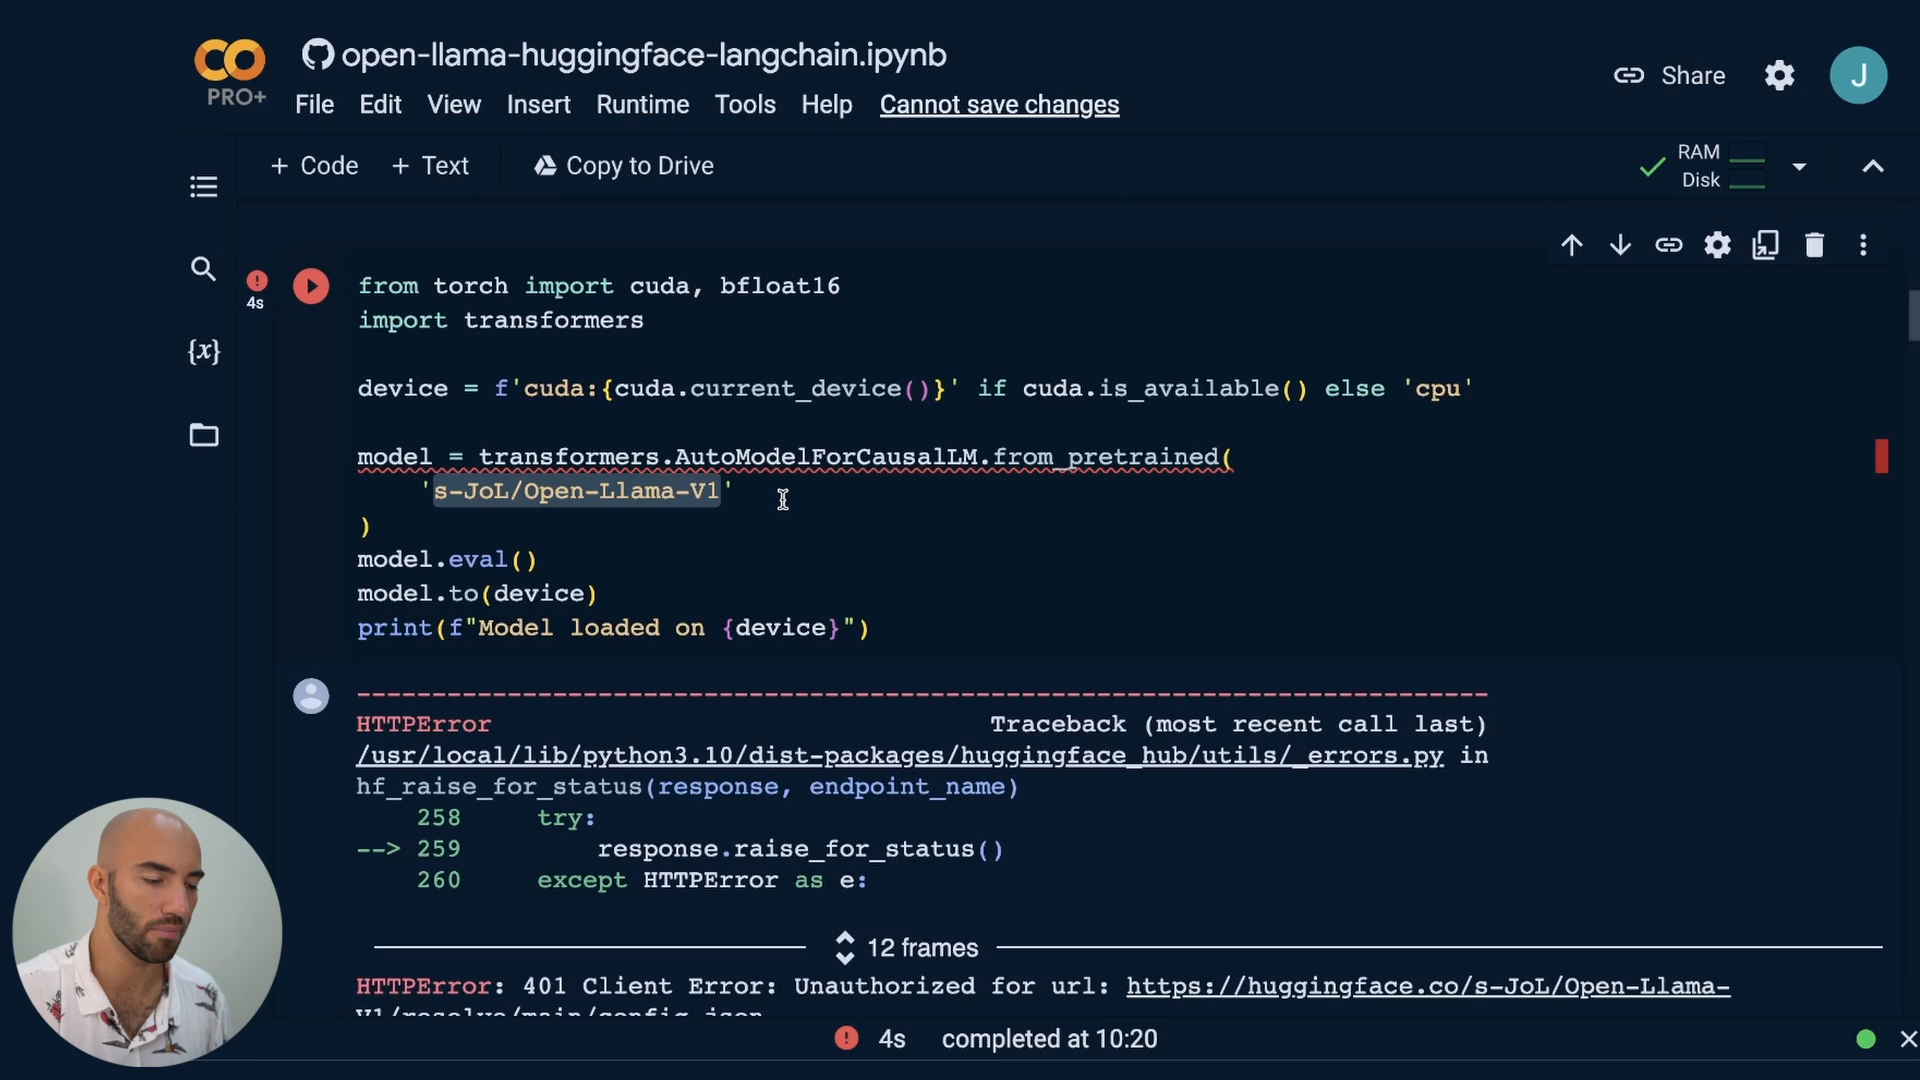 open-llama-huggingface-langchain.ipynb
PRO+
File Edit View Insert Runtime Tools Help Cannot save changes
Share
J
+ Code + Text Copy to Drive
RAM
Disk
4s
from torch import cuda, bfloat16
import transformers
{x}
device = f'cuda:{cuda.current_device()}' if cuda.is_available() else 'cpu'
model = transformers.AutoModelForCausalLM.from_pretrained(
's-JoL/Open-Llama-V1'
)
model.eval()
model.to(device)
print(f"Model loaded on {device}")
---------------------------------------------------------------------------
HTTPError Traceback (most recent call last)
/usr/local/lib/python3.10/dist-packages/huggingface_hub/utils/_errors.py in
hf_raise_for_status(response, endpoint_name)
258 try:
--> 259 response.raise_for_status()
260 except HTTPError as e:
12 frames
HTTPError: 401 Client Error: Unauthorized for url: https://huggingface.co/s-JoL/Open-Llama-
V1/resolve/main/config.json
4s completed at 10:20